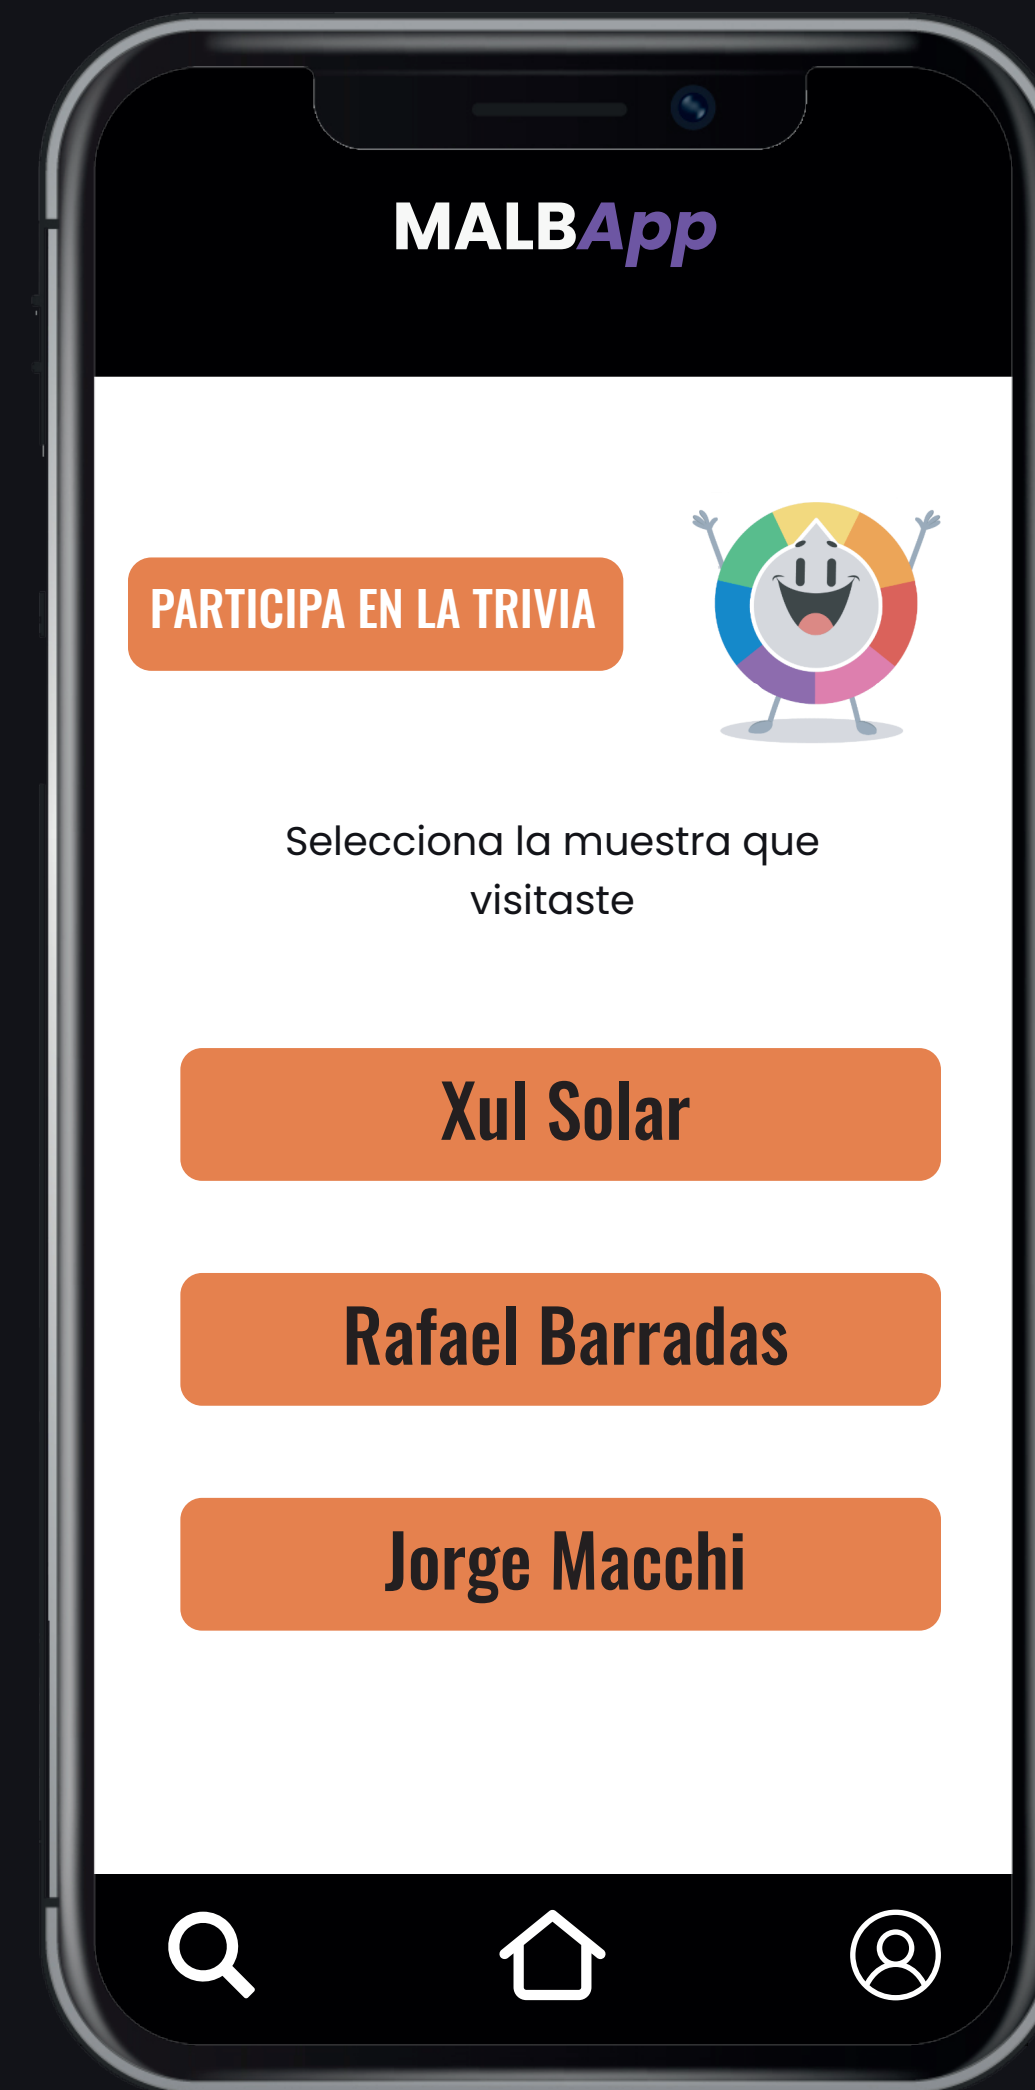 MALBApp
PARTICIPA EN LA TRIVIA
Selecciona la muestra que
visitaste
Xul Solar
Rafael Barradas
Jorge Macchi